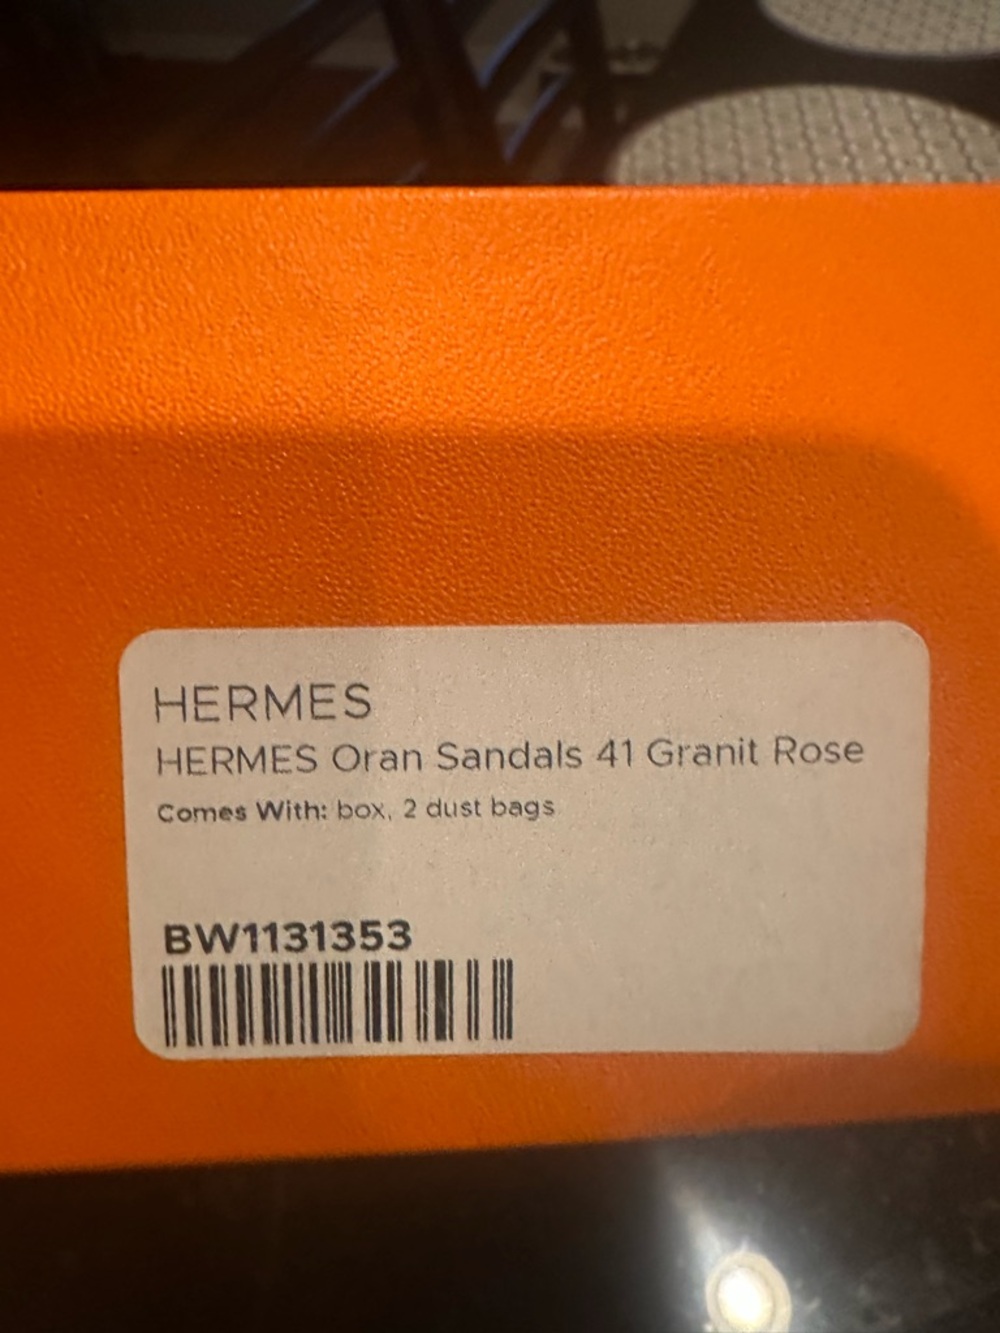 HERMES
HERMES Oran Sandals 41 Granit Rose
Comes With: box, 2 dust bags
BW1131353